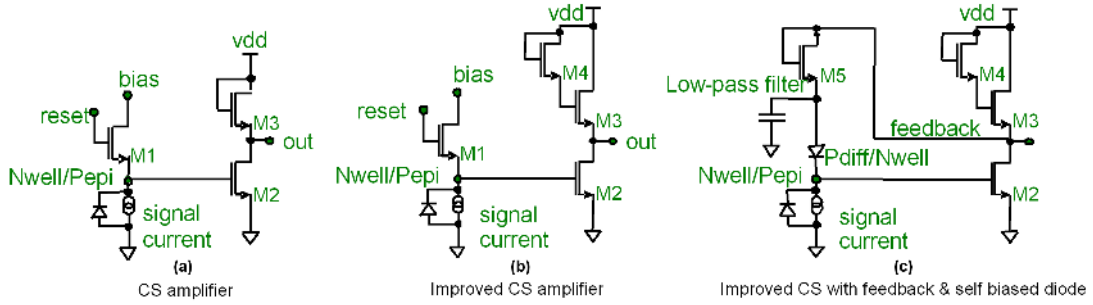 vdd
bias
reset
M3
out
M1
Nwell/Pepi
M2
signal
current
(a)
CS amplifier
vdd
M4
bias
reset
M3
out
M1
Nwell/Pepi
M2
signal
current
(b)
Improved CS amplifier
vdd
M5
M4
Low-pass filter
M3
feedback
Pdiff/Nwell
Nwell/Pepi
M2
signal
current
(c)
Improved CS with feedback & self biased diode